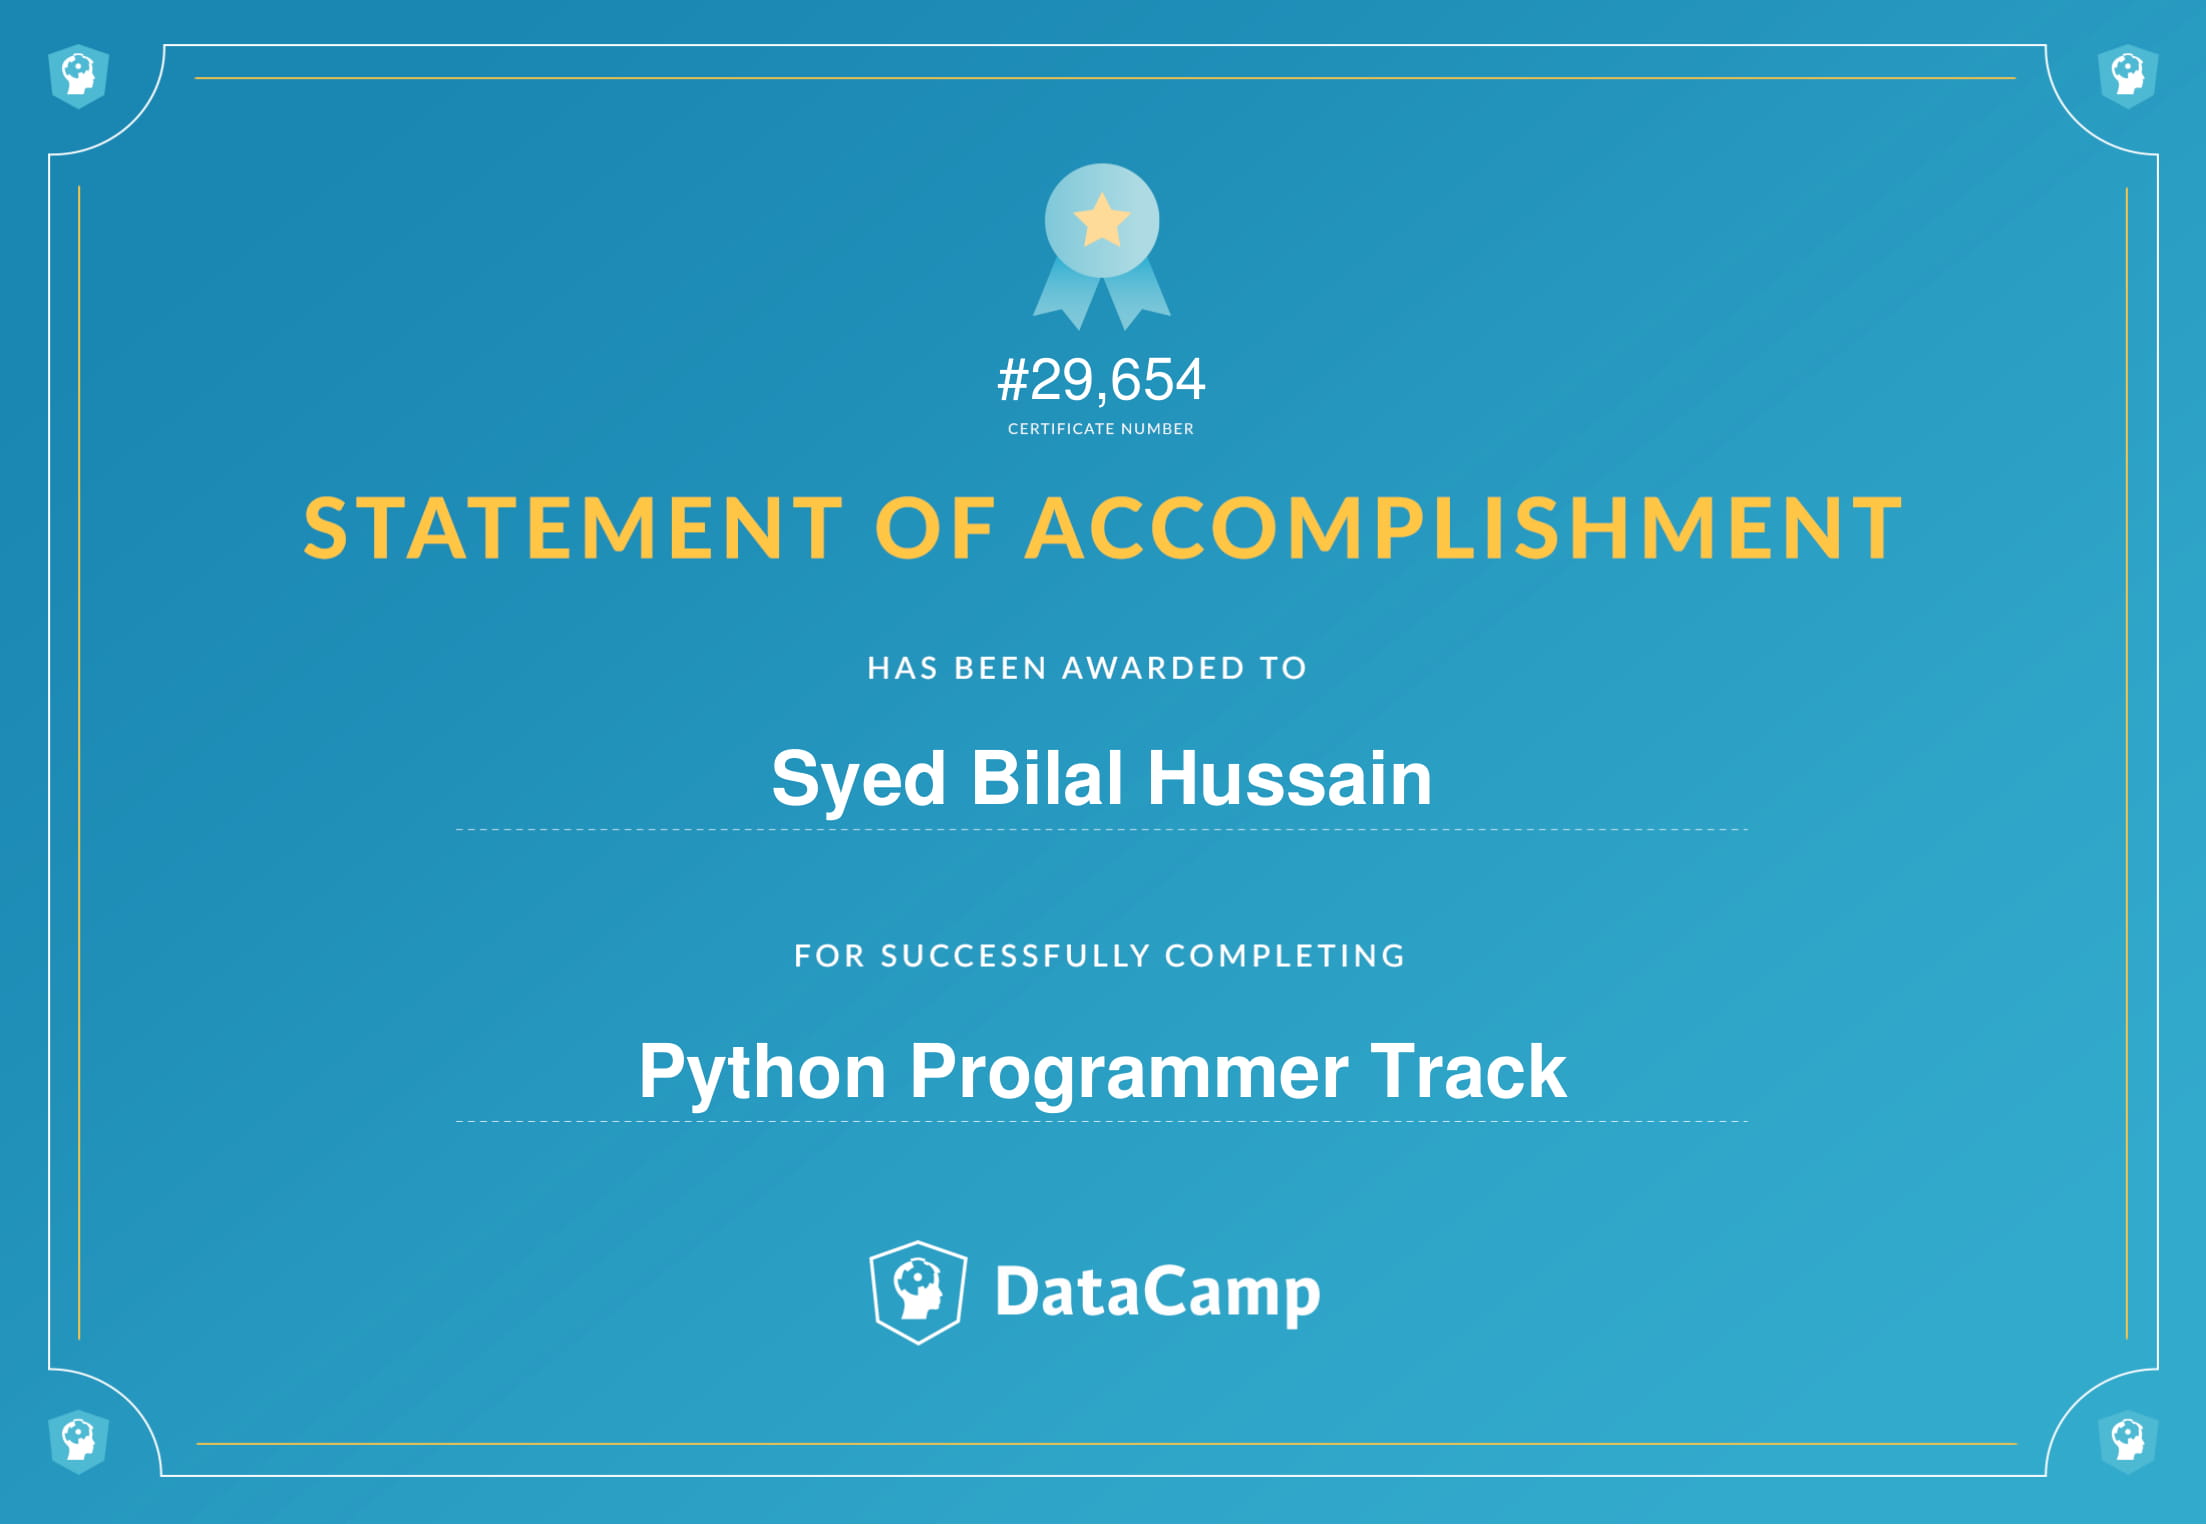 #29,654
CERTIFICATE NUMBER
STATEMENT OF ACCOMPLISHMENT
HAS BEEN AWARDED TO
Syed Bilal Hussain
FOR SUCCESSFULLY COMPLETING
Python Programmer Track
DataCamp